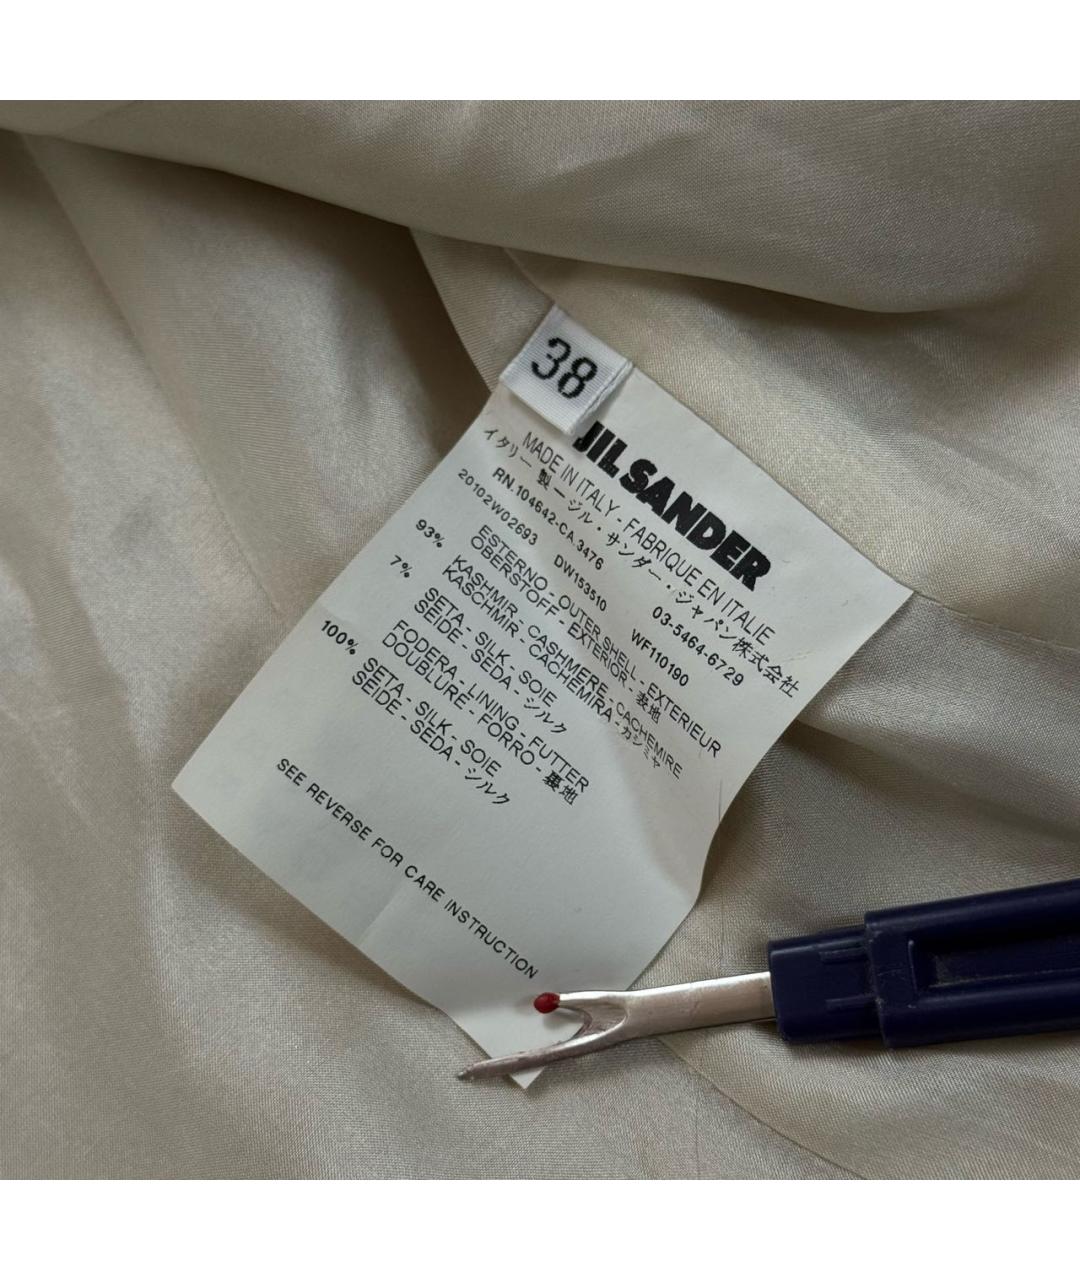 38
JIL SANDER
MADE IN ITALY - FABRIQUE EN ITALIE
イタリー製ージル・サンダー・ジャパン株式会社
RN.104642-CA.3476 03-5464-6729
20102W02693 DW153510 WF110190
ESTERNO - OUTER SHELL - EXTERIEUR
OBERSTOFF - EXTERIOR - 表地
93% KASHMIR - CASHMERE - CACHEMIRE
KASCHMIR - CACHEMIRA - カシミヤ
7% SETA - SILK - SOIE
SEIDE - SEDA - シルク
FODERA - LINING - FUTTER
DOUBLURE - FORRO - 裏地
100% SETA - SILK - SOIE
SEIDE - SEDA - シルク
SEE REVERSE FOR CARE INSTRUCTION